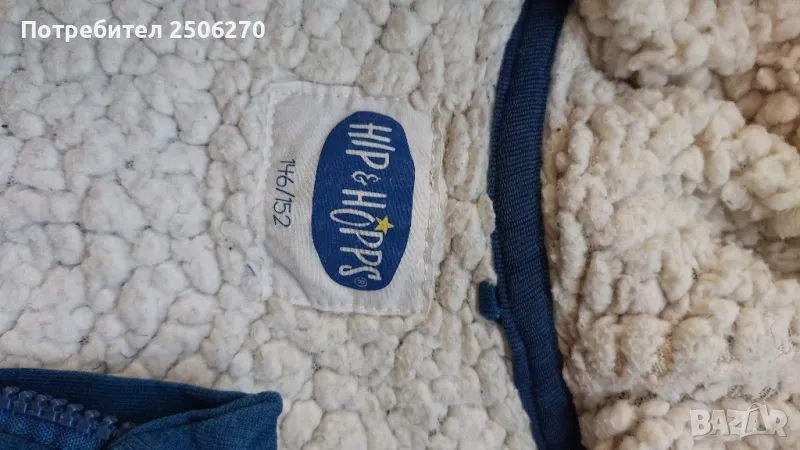 Потребител 2506270
HIP & HOPPS®
146/152
BAZAR